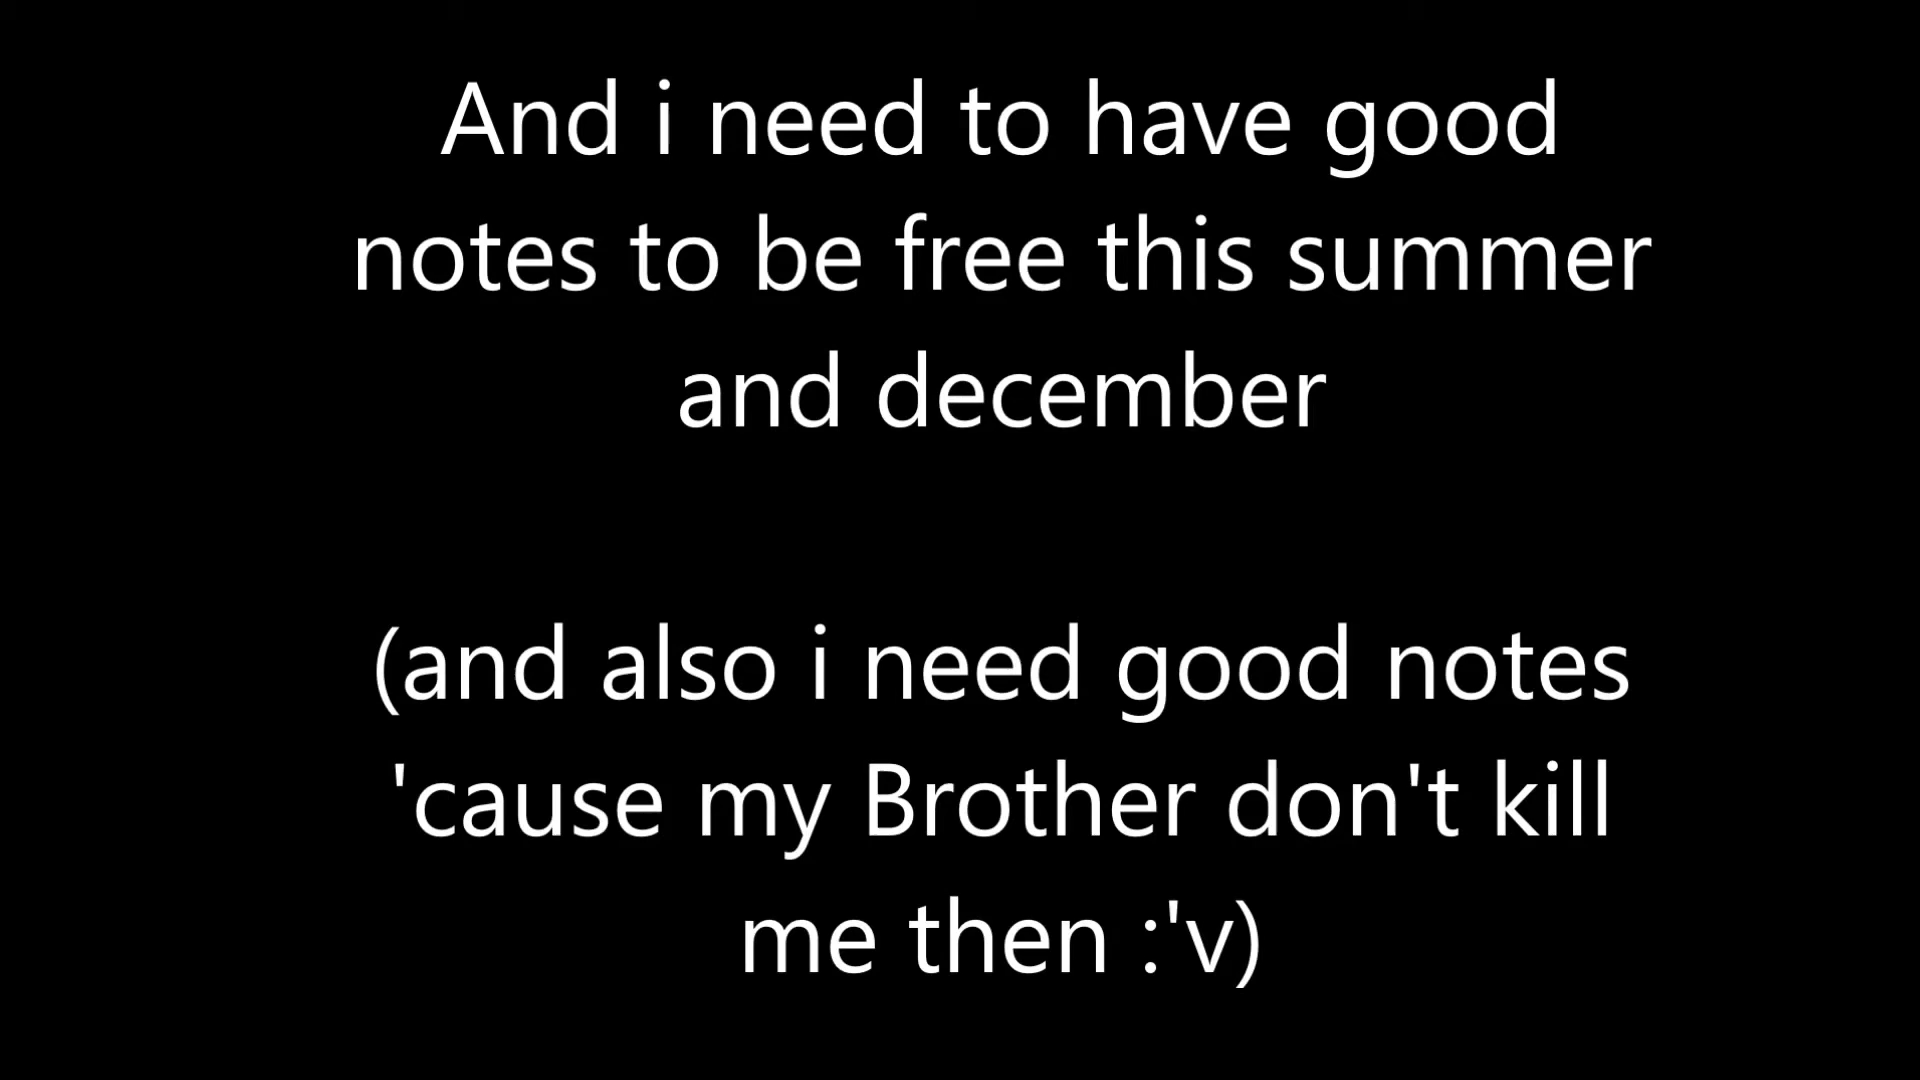 And i need to have good
notes to be free this summer
and december
(and also i need good notes
'cause my Brother don't kill
me then :'v)